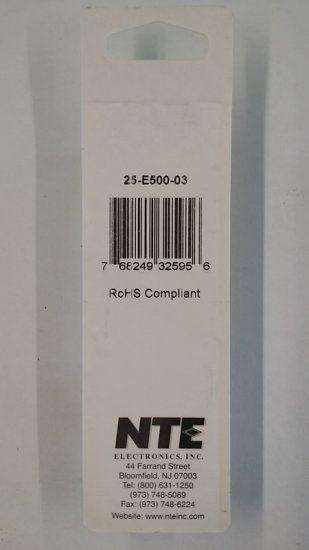 25-E500-03
7 68249 32595 6
RoHS Compliant
NTE
ELECTRONICS, INC.
44 Farrand Street
Bloomfield, NJ 07003
Tel: (800) 631-1250
(973) 748-5089
Fax: (973) 748-6224
Website: www.nteinc.com